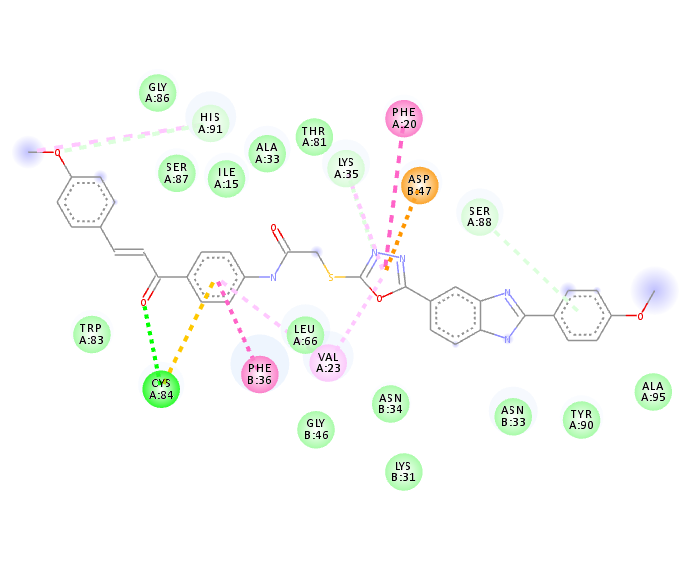 GLY
A:86
HIS
A:91
PHE
A:20
THR
A:81
ALA
A:33
O
LYS
A:35
SER
A:87
ILE
A:15
ASP
B:47
SER
A:88
O
N
N
O
N
S
O
N
N
O
O
TRP
A:83
LEU
A:66
VAL
A:23
PHE
B:36
CYS
A:84
ALA
A:95
ASN
B:34
ASN
B:33
TYR
A:90
GLY
B:46
LYS
B:31